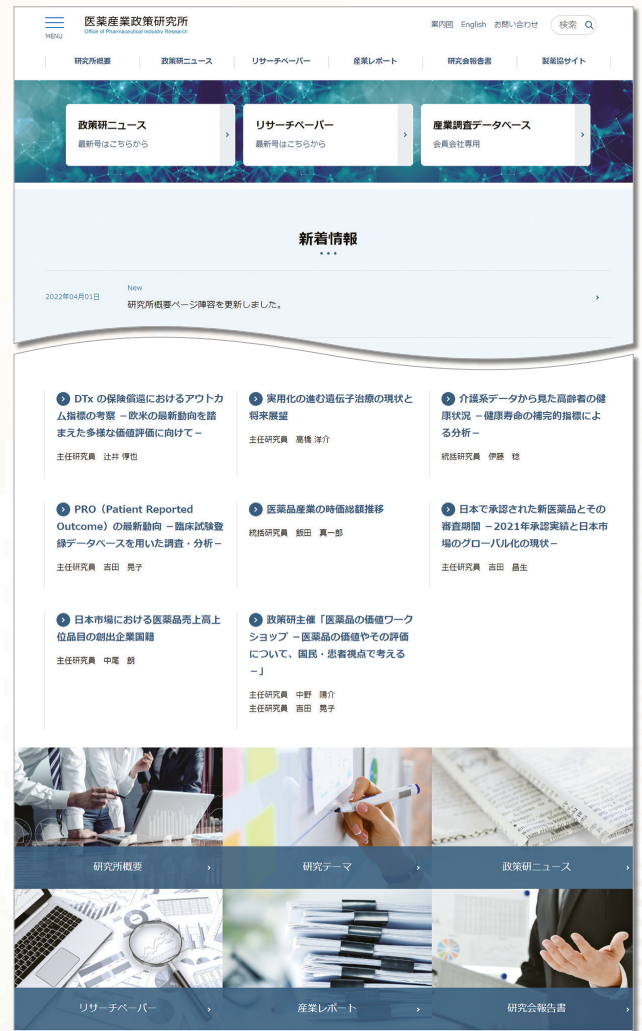 医薬産業政策研究所
Office of Pharmaceutical Industry Research
MENU
案内図 English お問い合わせ 検索
研究所概要 政策研ニュース リサーチペーパー 産業レポート 研究会報告書 製薬協サイト
政策研ニュース
最新号はこちらから
リサーチペーパー
最新号はこちらから
産業調査データベース
会員会社専用
新着情報
2022年04月01日
New
研究所概要ページ陣容を更新しました。
DTx の保険償還におけるアウトカ
ム指標の考察 －欧米の最新動向を踏
まえた多様な価値評価に向けて－
主任研究員 辻井 惇也
実用化の進む遺伝子治療の現状と
将来展望
主任研究員 髙橋 洋介
介護系データから見た高齢者の健
康状況 －健康寿命の補完的指標によ
る分析－
統括研究員 伊藤 稔
PRO（Patient Reported
Outcome）の最新動向 －臨床試験登
録データベースを用いた調査・分析－
主任研究員 吉田 晃子
医薬品産業の時価総額推移
統括研究員 飯田 真一郎
日本で承認された新医薬品とその
審査期間 －2021年承認実績と日本市
場のグローバル化の現状－
主任研究員 吉田 昌生
日本市場における医薬品売上高上
位品目の創出企業国籍
主任研究員 中尾 朗
政策研主催「医薬品の価値ワーク
ショップ －医薬品の価値やその評価
について、国民・患者視点で考える
－」
主任研究員 中野 陽介
主任研究員 吉田 晃子
研究所概要
研究テーマ
政策研ニュース
リサーチペーパー
産業レポート
研究会報告書